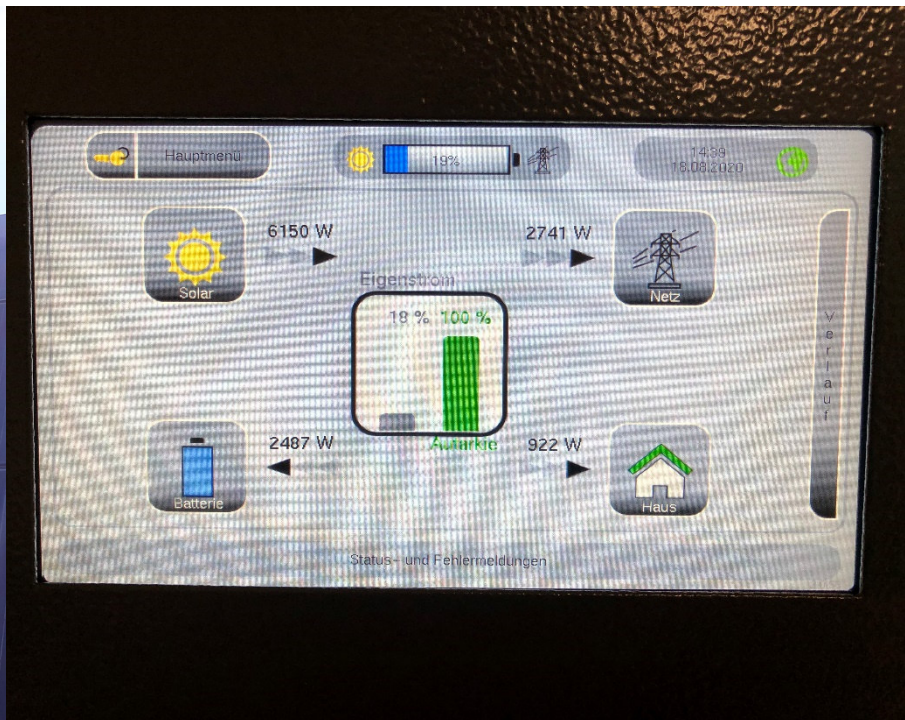 Hauptmenü
19%
14:39
18.08.2020
6150 W
2741 W
Solar
Netz
Eigenstrom
18 % 100 %
Autarkie
2487 W
922 W
Batterie
Haus
Verlauf
Status- und Fehlermeldungen